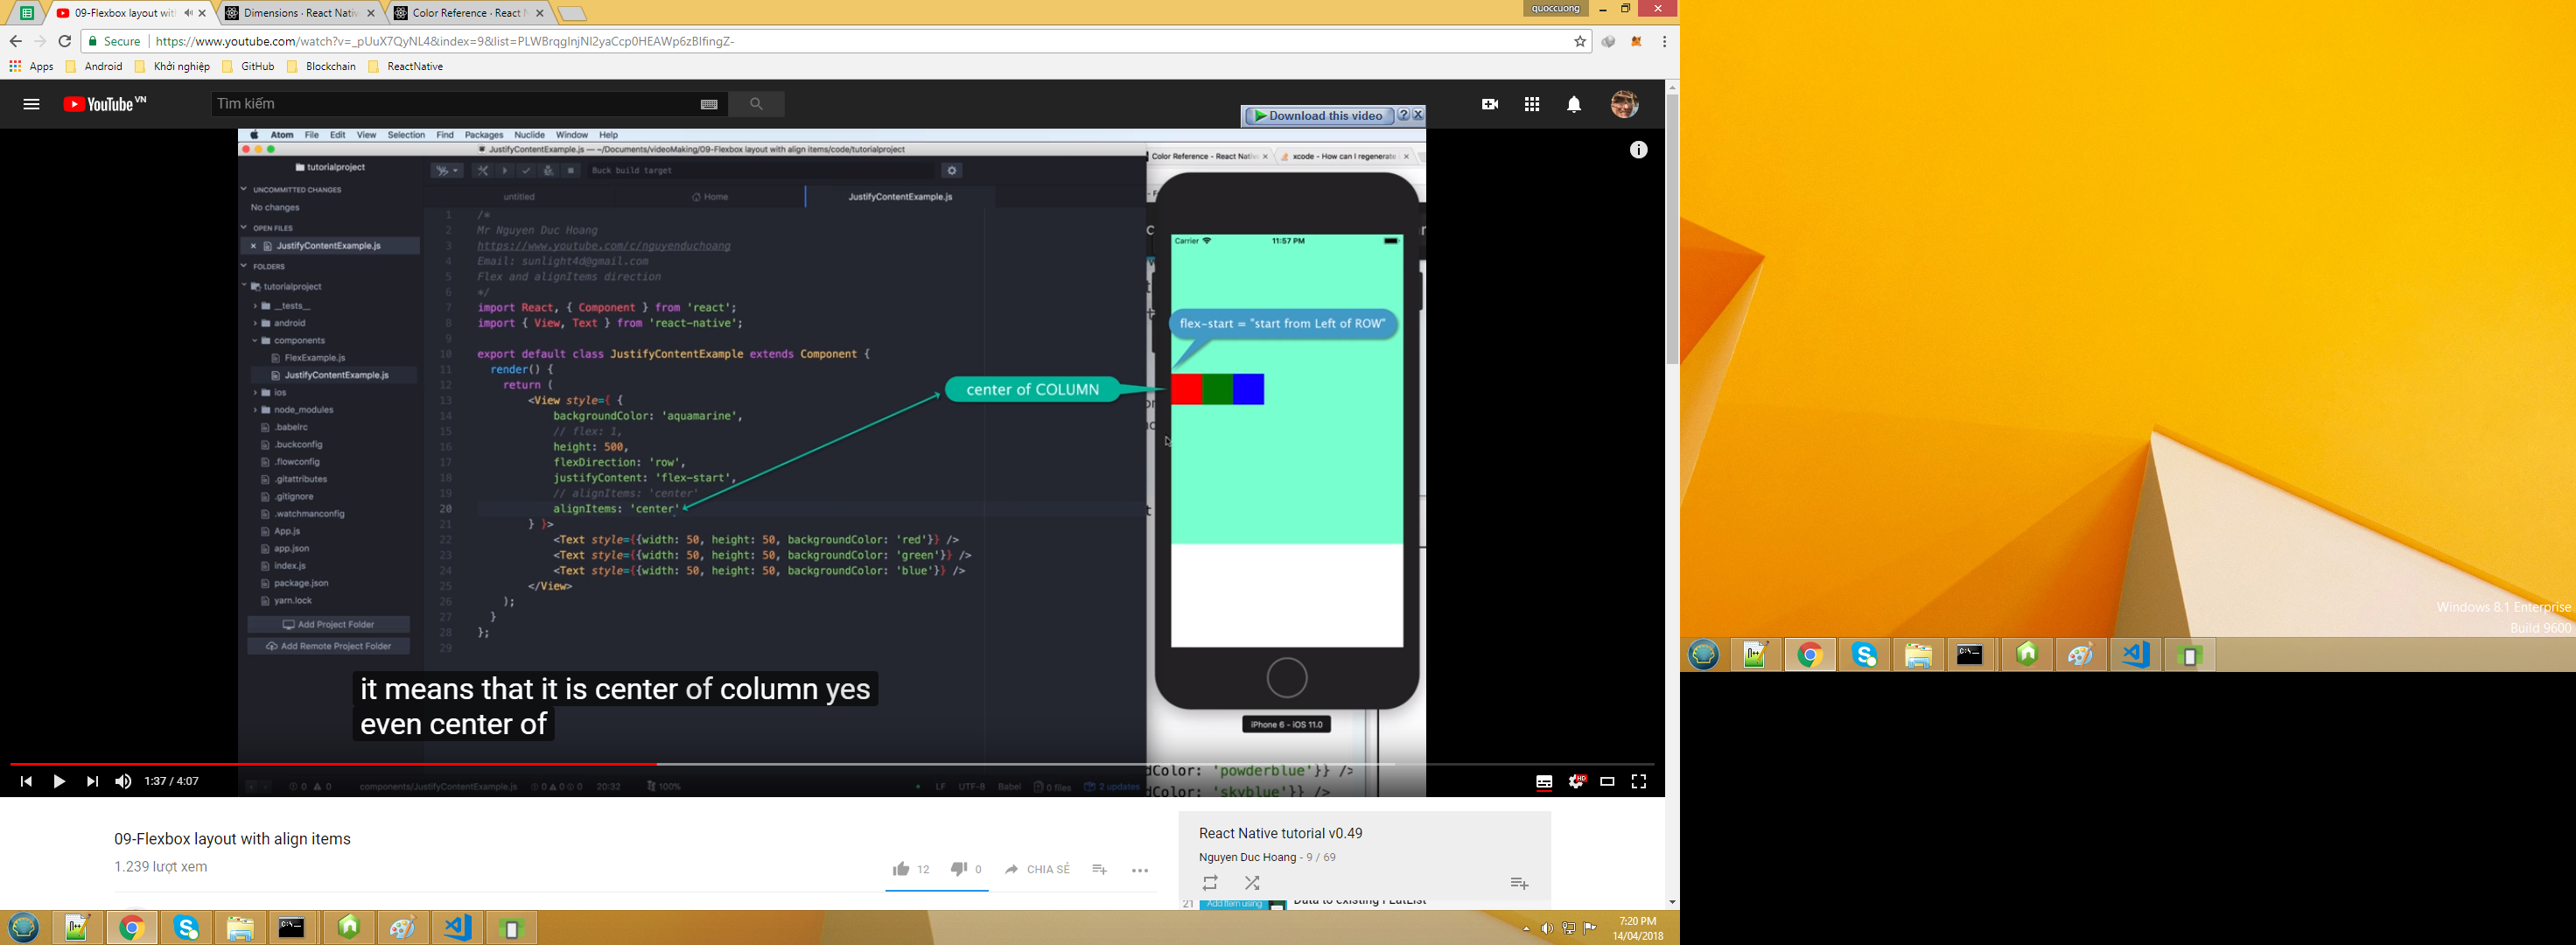 09-Flexbox layout wit
Dimensions · React Nativ
Color Reference · React N
quoccuong
Secure
https://www.youtube.com/watch?v=_pUuX7QyNL4&index=9&list=PLWBrqglnjNl2yaCcp0HEAWp6zBIfingZ-
Apps
Android
Khởi nghiệp
GitHub
Blockchain
ReactNative
YouTube VN
Tìm kiếm
Download this video
Atom File Edit View Selection Find Packages Nuclide Window Help
JustifyContentExample.js — ~/Documents/videoMaking/09-Flexbox layout with align items/code/tutorialproject
Color Reference - React Nativ
xcode - How can I regenerate
tutorialproject
Buck build target
UNCOMMITTED CHANGES
No changes
untitled
Home
JustifyContentExample.js
OPEN FILES
JustifyContentExample.js
FOLDERS
tutorialproject
__tests__
android
components
FlexExample.js
JustifyContentExample.js
ios
node_modules
.babelrc
.buckconfig
.flowconfig
.gitattributes
.gitignore
.watchmanconfig
App.js
app.json
index.js
package.json
yarn.lock
Add Project Folder
Add Remote Project Folder
1 /*
2 Mr Nguyen Duc Hoang
3 https://www.youtube.com/c/nguyenduchoang
4 Email: sunlight4d@gmail.com
5 Flex and alignItems direction
6 */
7 import React, { Component } from 'react';
8 import { View, Text } from 'react-native';
9
10 export default class JustifyContentExample extends Component {
11 render() {
12 return (
13 <View style={ {
14 backgroundColor: 'aquamarine',
15 // flex: 1,
16 height: 500,
17 flexDirection: 'row',
18 justifyContent: 'flex-start',
19 // alignItems: 'center'
20 alignItems: 'center'
21 } }>
22 <Text style={{width: 50, height: 50, backgroundColor: 'red'}} />
23 <Text style={{width: 50, height: 50, backgroundColor: 'green'}} />
24 <Text style={{width: 50, height: 50, backgroundColor: 'blue'}} />
25 </View>
26 );
27 }
28 };
29
Carrier
11:57 PM
flex-start = "start from Left of ROW"
center of COLUMN
iPhone 6 - iOS 11.0
it means that it is center of column yes
even center of
dColor: 'powderblue'}} />
dColor: 'skyblue'}} />
components/JustifyContentExample.js
20:32
100%
LF UTF-8 Babel 0 files 2 updates
1:37 / 4:07
HD
09-Flexbox layout with align items
1.239 lượt xem
12
0
CHIA SẺ
React Native tutorial v0.49
Nguyen Duc Hoang - 9 / 69
21
Add Item using
Data to existing FlatList
7:20 PM
14/04/2018
Windows 8.1 Enterprise
Build 9600